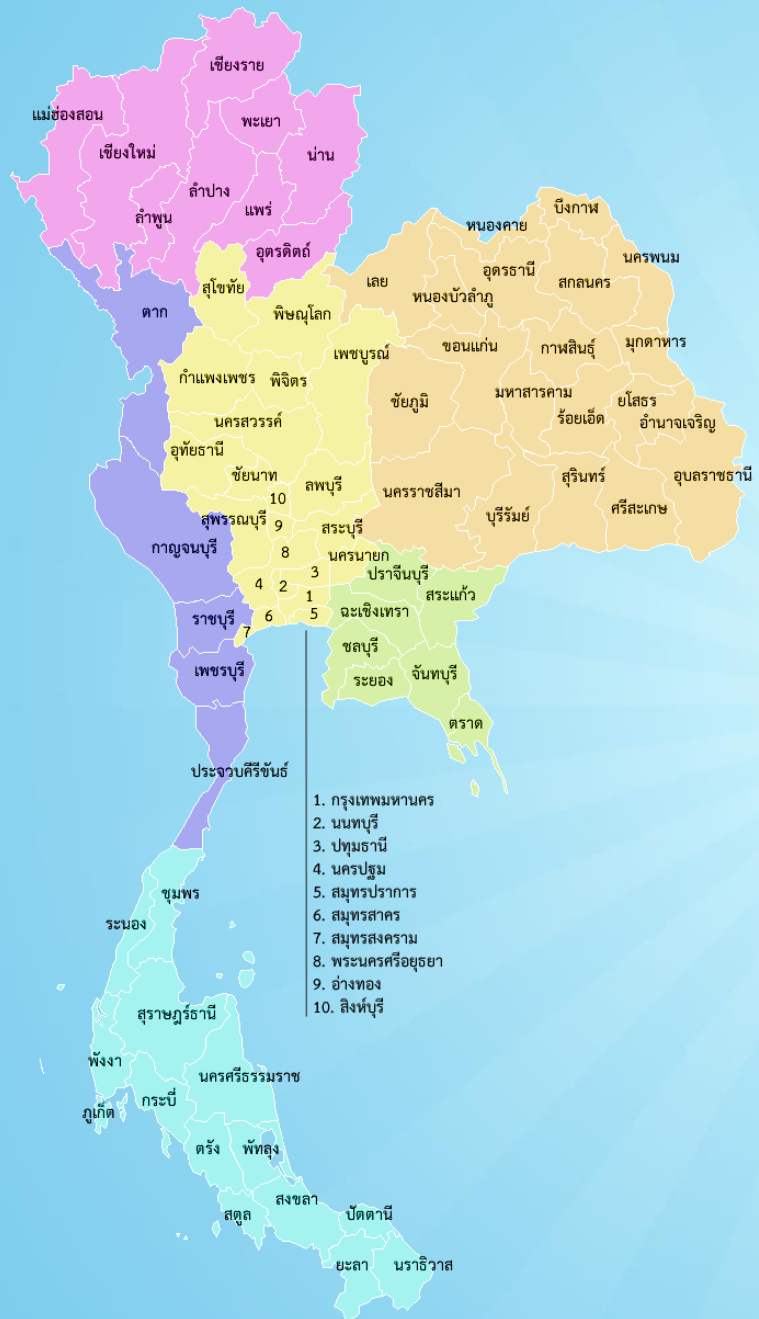 เชียงราย
แม่ฮ่องสอน
พะเยา
เชียงใหม่
น่าน
ลำปาง
แพร่
ลำพูน
อุตรดิตถ์
บึงกาฬ
หนองคาย
นครพนม
อุดรธานี
สกลนคร
เลย
หนองบัวลำภู
สุโขทัย
ตาก
พิษณุโลก
มุกดาหาร
ขอนแก่น
กาฬสินธุ์
เพชบูรณ์
กำแพงเพชร
พิจิตร
มหาสารคาม
ยโสธร
ชัยภูมิ
ร้อยเอ็ด
อำนาจเจริญ
นครสวรรค์
อุทัยธานี
ชัยนาท
ลพบุรี
นครราชสีมา
สุรินทร์
อุบลราชธานี
10
บุรีรัมย์
ศรีสะเกษ
สุพรรณบุรี
9
สระบุรี
กาญจนบุรี
8
นครนายก
3
ปราจีนบุรี
4
2
1
สระแก้ว
ฉะเชิงเทรา
5
6
ราชบุรี
7
ชลบุรี
เพชรบุรี
ระยอง
จันทบุรี
ตราด
ประจวบคีรีขันธ์
1. กรุงเทพมหานคร
2. นนทบุรี
3. ปทุมธานี
4. นครปฐม
5. สมุทรปราการ
6. สมุทรสาคร
7. สมุทรสงคราม
8. พระนครศรีอยุธยา
9. อ่างทอง
10. สิงห์บุรี
ชุมพร
ระนอง
สุราษฎร์ธานี
พังงา
นครศรีธรรมราช
กระบี่
ภูเก็ต
ตรัง
พัทลุง
สงขลา
สตูล
ปัตตานี
ยะลา
นราธิวาส